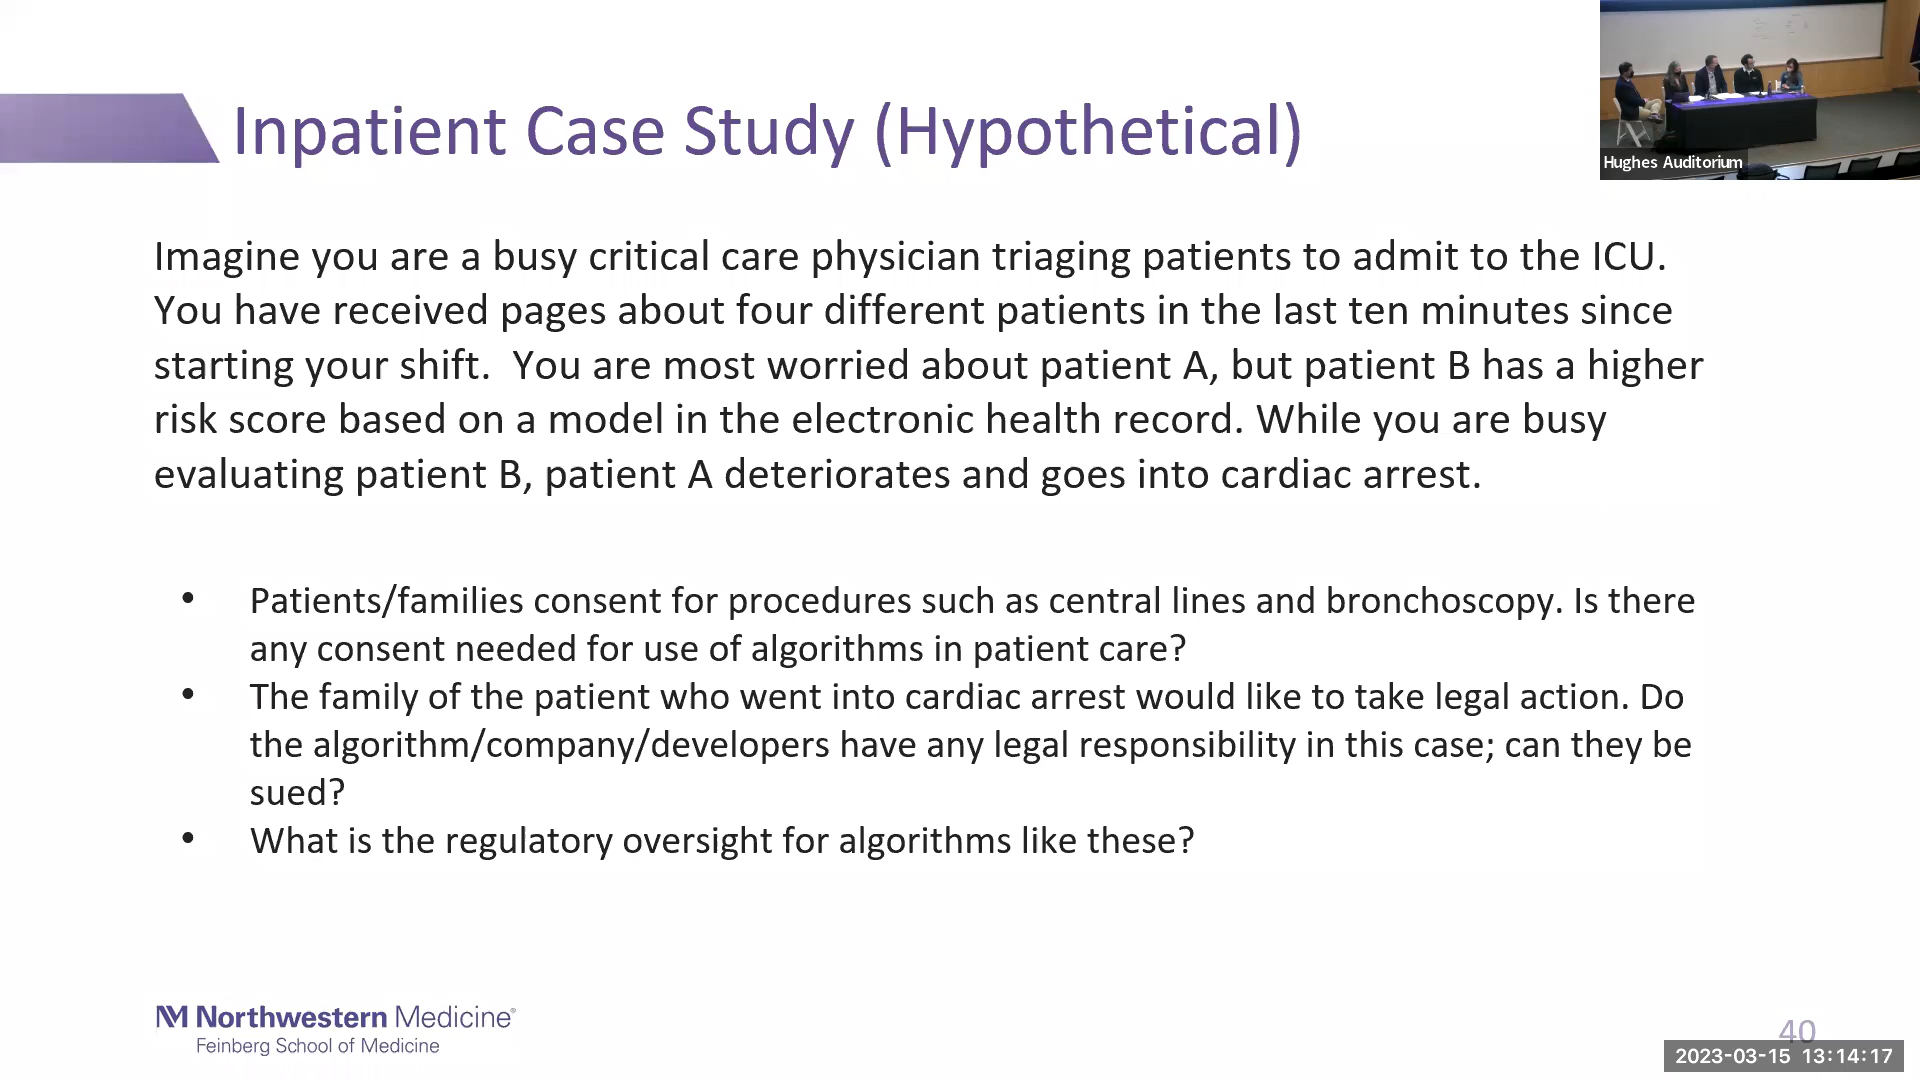 Inpatient Case Study (Hypothetical)
Hughes Auditorium
Imagine you are a busy critical care physician triaging patients to admit to the ICU.
You have received pages about four different patients in the last ten minutes since
starting your shift.  You are most worried about patient A, but patient B has a higher
risk score based on a model in the electronic health record. While you are busy
evaluating patient B, patient A deteriorates and goes into cardiac arrest.
• Patients/families consent for procedures such as central lines and bronchoscopy. Is there
any consent needed for use of algorithms in patient care?
• The family of the patient who went into cardiac arrest would like to take legal action. Do
the algorithm/company/developers have any legal responsibility in this case; can they be
sued?
• What is the regulatory oversight for algorithms like these?
NM Northwestern Medicine®
Feinberg School of Medicine
40
2023-03-15 13:14:17